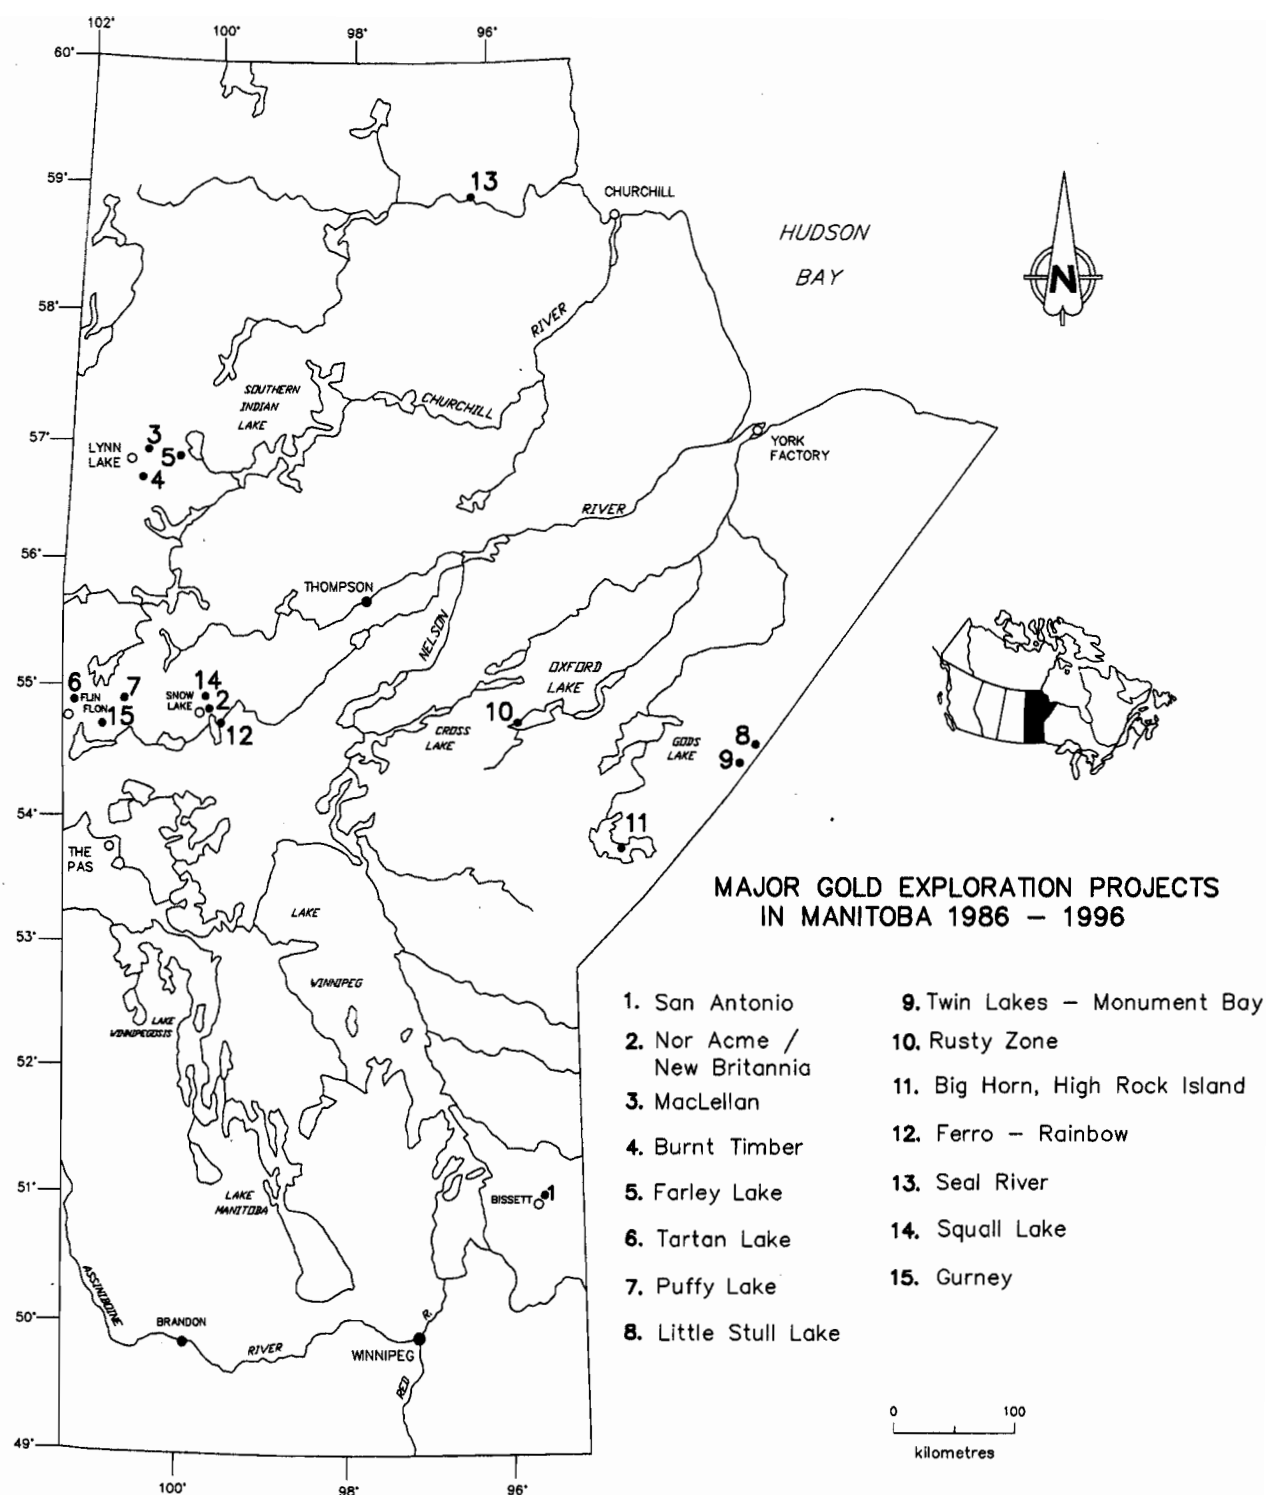 102°
100°
98°
96°
60°
59°
13
CHURCHILL
HUDSON
BAY
N
58°
RIVER
SOUTHERN
INDIAN
LAKE
CHURCHILL
57°
LYNN
LAKE
3
5
4
YORK
FACTORY
RIVER
56°
THOMPSON
NELSON
55°
6
FLIN
FLON
7
15
SNOW
LAKE
14
2
12
OXFORD
LAKE
10
CROSS
LAKE
GODS
LAKE
8
9
54°
11
THE
PAS
MAJOR GOLD EXPLORATION PROJECTS
IN MANITOBA 1986 – 1996
LAKE
53°
WINNIPEG
LAKE
WINNIPEGOSIS
52°
51°
LAKE
MANITOBA
BISSETT
1
1. San Antonio
2. Nor Acme /
New Britannia
3. MacLellan
4. Burnt Timber
5. Farley Lake
6. Tartan Lake
7. Puffy Lake
8. Little Stull Lake
9. Twin Lakes – Monument Bay
10. Rusty Zone
11. Big Horn, High Rock Island
12. Ferro – Rainbow
13. Seal River
14. Squall Lake
15. Gurney
ASSINIBOINE
50°
BRANDON
RIVER
WINNIPEG
R.
RED
49°
0 100
kilometres
100°
98°
96°